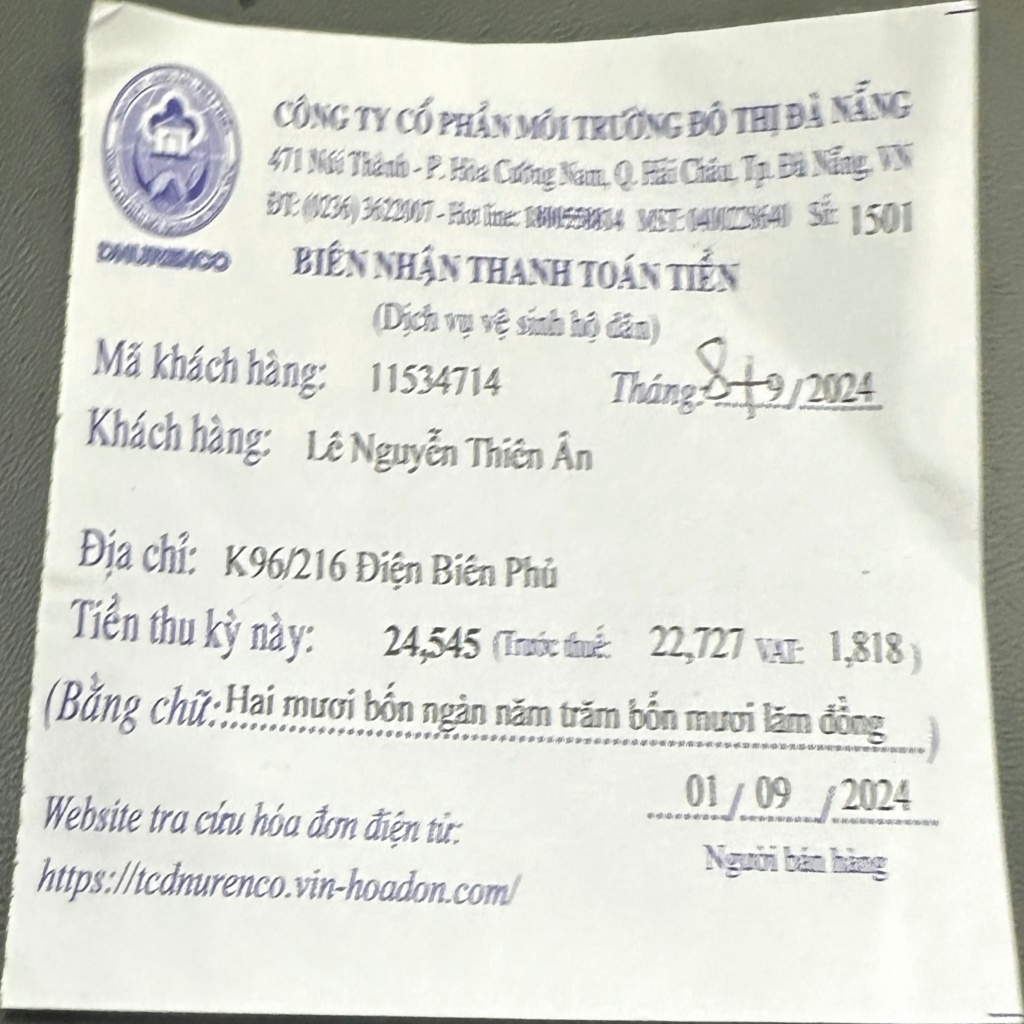 CÔNG TY CỔ PHẦN MÔI TRƯỜNG ĐÔ THỊ ĐÀ NẴNG
471 Núi Thành - P. Hòa Cường Nam, Q. Hải Châu, Tp. Đà Nẵng, VN
ĐT: (0236) 3622007 - Hot line: MST: Số: 1501
DNURENCO
BIÊN NHẬN THANH TOÁN TIỀN
(Dịch vụ vệ sinh hộ dân)
Mã khách hàng: 11534714 Tháng: 8+9/2024
Khách hàng: Lê Nguyễn Thiên Ân
Địa chỉ: K96/216 Điện Biên Phủ
Tiền thu kỳ này: 24,545 (Trước thuế: 22,727 VAT: 1,818)
(Bằng chữ: Hai mươi bốn ngàn năm trăm bốn mươi lăm đồng)
01 / 09 / 2024
Người bán hàng
Website tra cứu hóa đơn điện tử:
https://tcdnurenco.vin-hoadon.com/